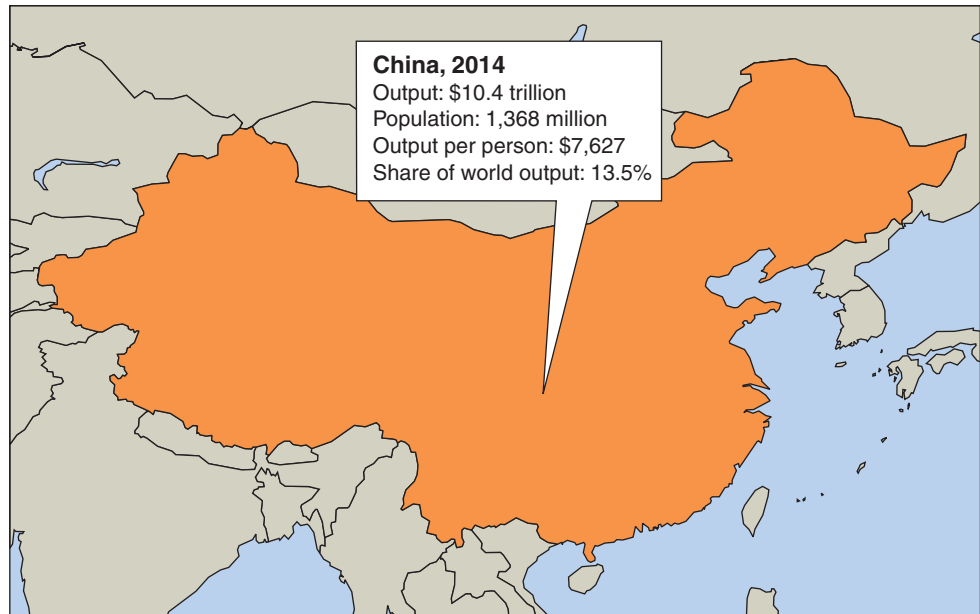 China, 2014
Output: $10.4 trillion
Population: 1,368 million
Output per person: $7,627
Share of world output: 13.5%